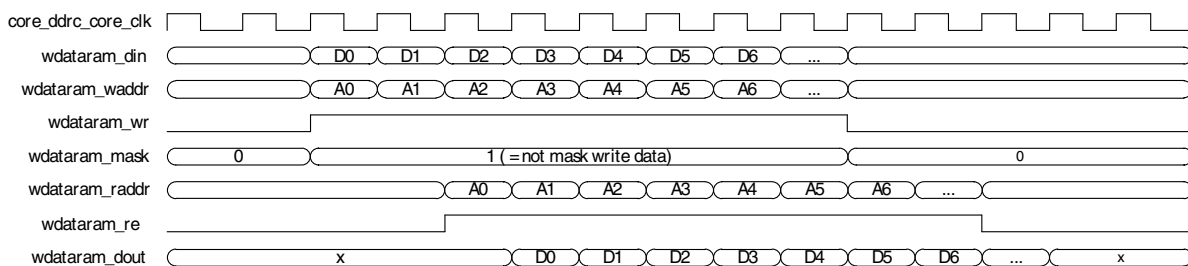 core_ddrc_core_clk
wdataram_din D0 D1 D2 D3 D4 D5 D6 ...
wdataram_waddr A0 A1 A2 A3 A4 A5 A6 ...
wdataram_wr
wdataram_mask 0 1 ( = not mask write data) 0
wdataram_raddr A0 A1 A2 A3 A4 A5 A6 ...
wdataram_re
wdataram_dout x D0 D1 D2 D3 D4 D5 D6 ... x